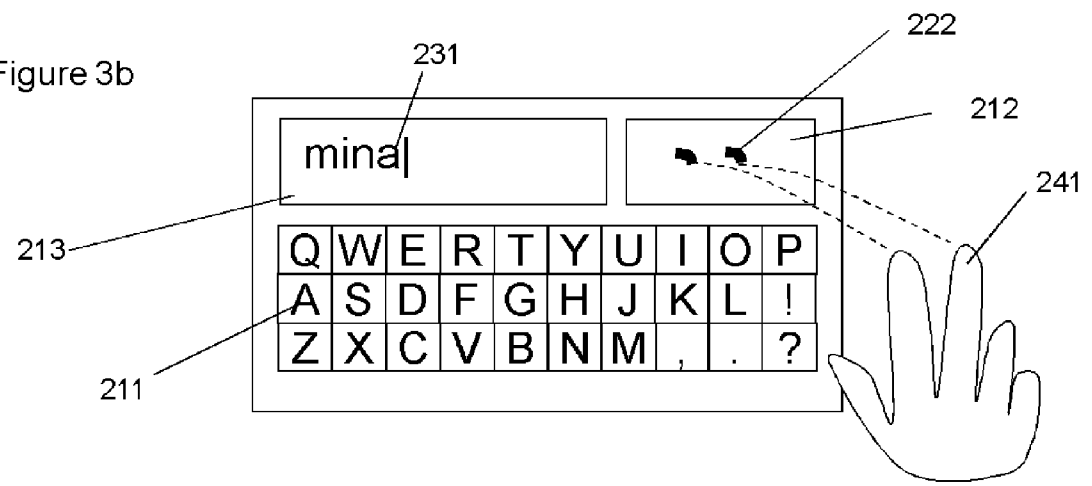 222
231
Figure 3b
212
mina
241
213
Q W E R T Y U I O P
A S D F G H J K L !
Z X C V B N M , . ?
211